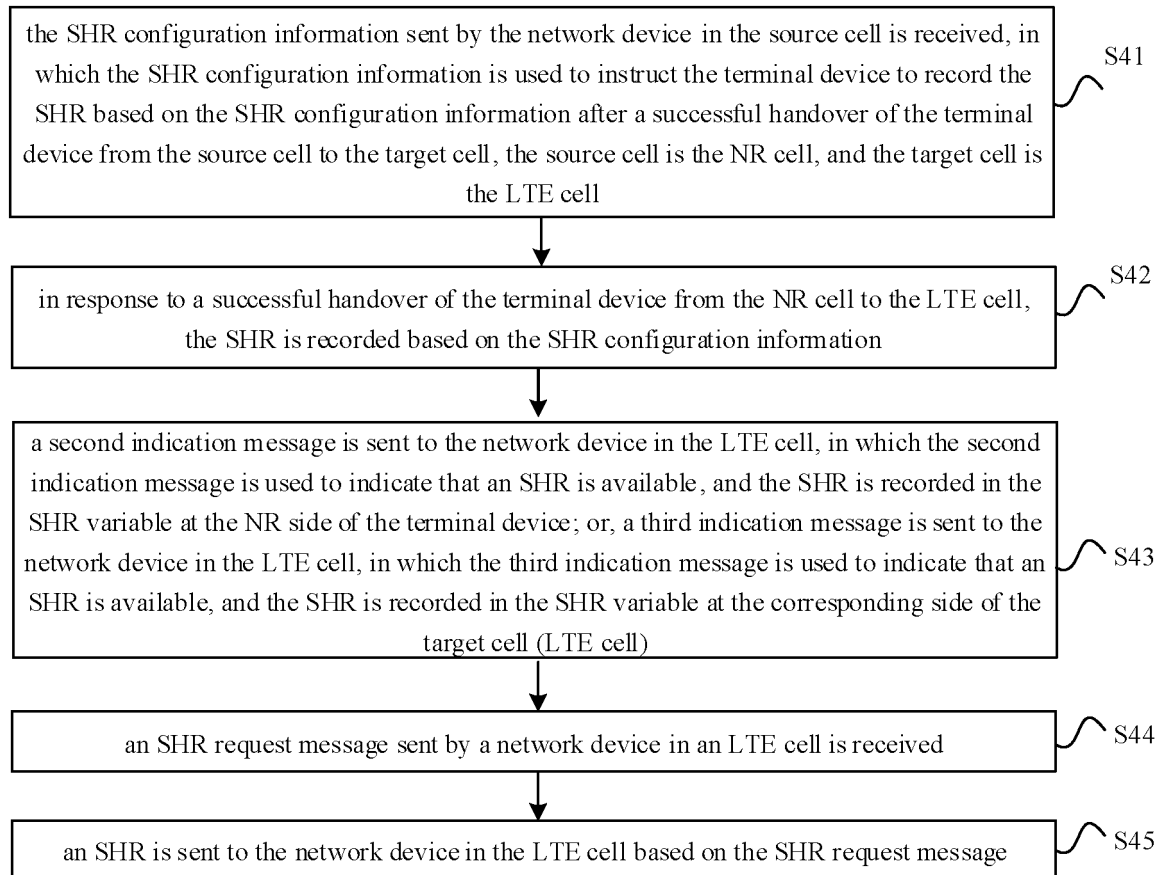 the SHR configuration information sent by the network device in the source cell is received, in
which the SHR configuration information is used to instruct the terminal device to record the
SHR based on the SHR configuration information after a successful handover of the terminal
device from the source cell to the target cell, the source cell is the NR cell, and the target cell is
the LTE cell
S41
in response to a successful handover of the terminal device from the NR cell to the LTE cell,
the SHR is recorded based on the SHR configuration information
S42
a second indication message is sent to the network device in the LTE cell, in which the second
indication message is used to indicate that an SHR is available, and the SHR is recorded in the
SHR variable at the NR side of the terminal device; or, a third indication message is sent to the
network device in the LTE cell, in which the third indication message is used to indicate that an
SHR is available, and the SHR is recorded in the SHR variable at the corresponding side of the
target cell (LTE cell)
S43
an SHR request message sent by a network device in an LTE cell is received
S44
an SHR is sent to the network device in the LTE cell based on the SHR request message
S45